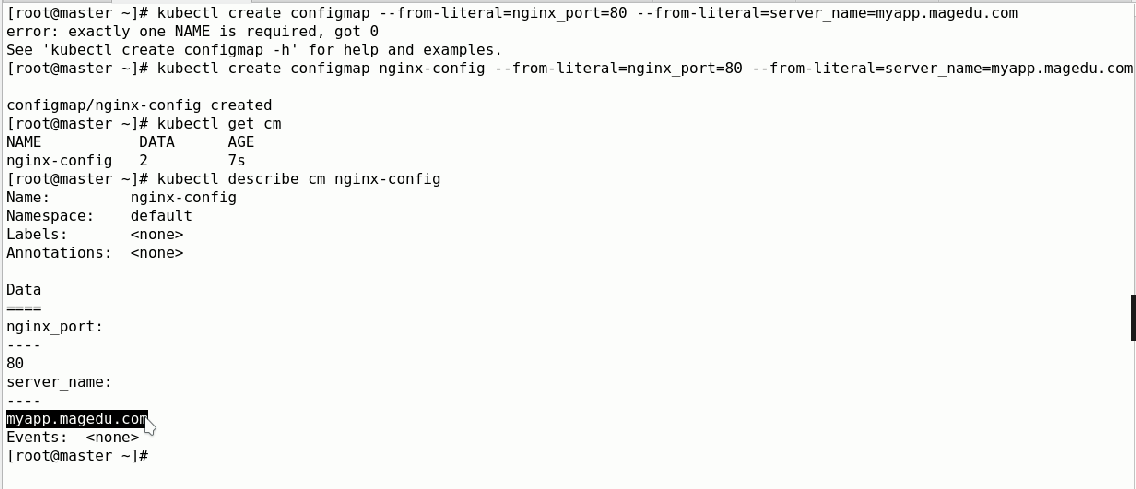 [root@master ~]# kubectl create configmap --from-literal=nginx_port=80 --from-literal=server_name=myapp.magedu.com
error: exactly one NAME is required, got 0
See 'kubectl create configmap -h' for help and examples.
[root@master ~]# kubectl create configmap nginx-config --from-literal=nginx_port=80 --from-literal=server_name=myapp.magedu.com
configmap/nginx-config created
[root@master ~]# kubectl get cm
NAME           DATA      AGE
nginx-config   2         7s
[root@master ~]# kubectl describe cm nginx-config
Name:         nginx-config
Namespace:    default
Labels:       <none>
Annotations:  <none>
Data
====
nginx_port:
----
80
server_name:
----
myapp.magedu.com
Events:  <none>
[root@master ~]#